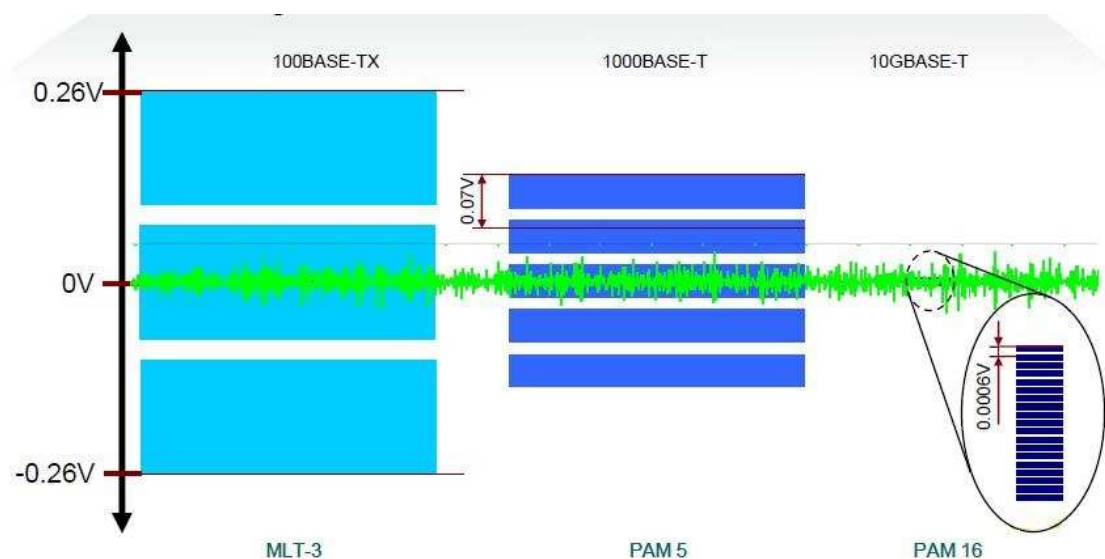 100BASE-TX 1000BASE-T 10GBASE-T
0.26V
0.07V
0V
0.0006V
-0.26V
MLT-3 PAM 5 PAM 16